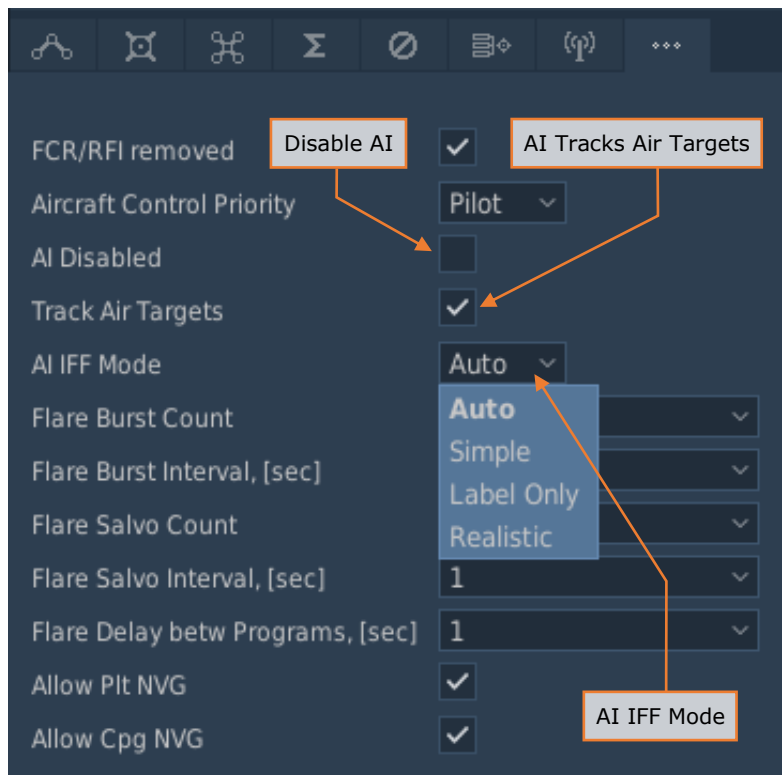 Σ
Disable AI
AI Tracks Air Targets
FCR/RFI removed
Aircraft Control Priority
Pilot
AI Disabled
Track Air Targets
AI IFF Mode
Auto
Auto
Simple
Label Only
Realistic
Flare Burst Count
Flare Burst Interval, [sec]
Flare Salvo Count
Flare Salvo Interval, [sec]
1
Flare Delay betw Programs, [sec]
1
Allow Plt NVG
AI IFF Mode
Allow Cpg NVG